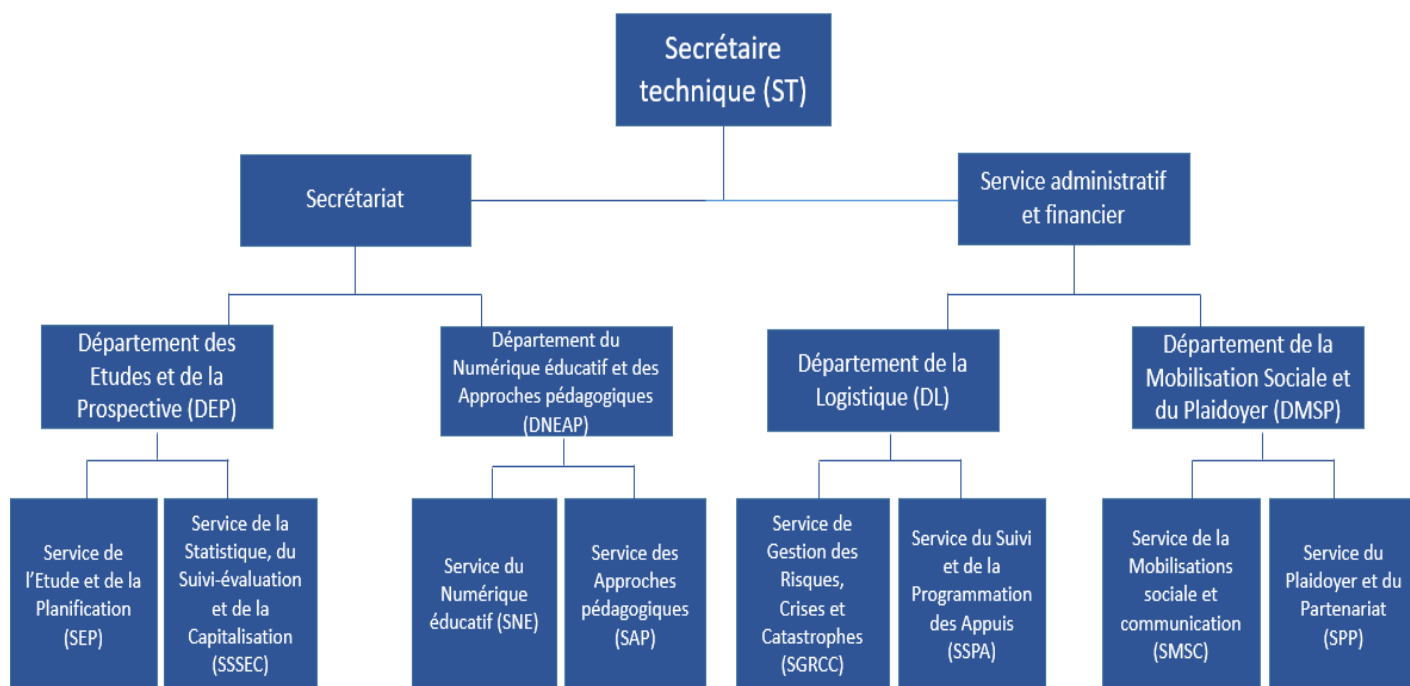 Secrétaire
technique (ST)
Secrétariat
Service administratif
et financier
Département des
Etudes et de la
Prospective (DEP)
Département du
Numérique éducatif et des
Approches pédagogiques
(DNEAP)
Département de la
Logistique (DL)
Département de la
Mobilisation Sociale et
du Plaidoyer (DMSP)
Service de
l'Etude et de la
Planification
(SEP)
Service de la
Statistique, du
Suivi-évaluation
et de la
Capitalisation
(SSSEC)
Service du
Numérique
éducatif (SNE)
Service des
Approches
pédagogiques
(SAP)
Service de
Gestion des
Risques,
Crises et
Catastrophes
(SGRCC)
Service du Suivi
et de la
Programmation
des Appuis
(SSPA)
Service de la
Mobilisations
sociale et
communication
(SMSC)
Service du
Plaidoyer et du
Partenariat
(SPP)